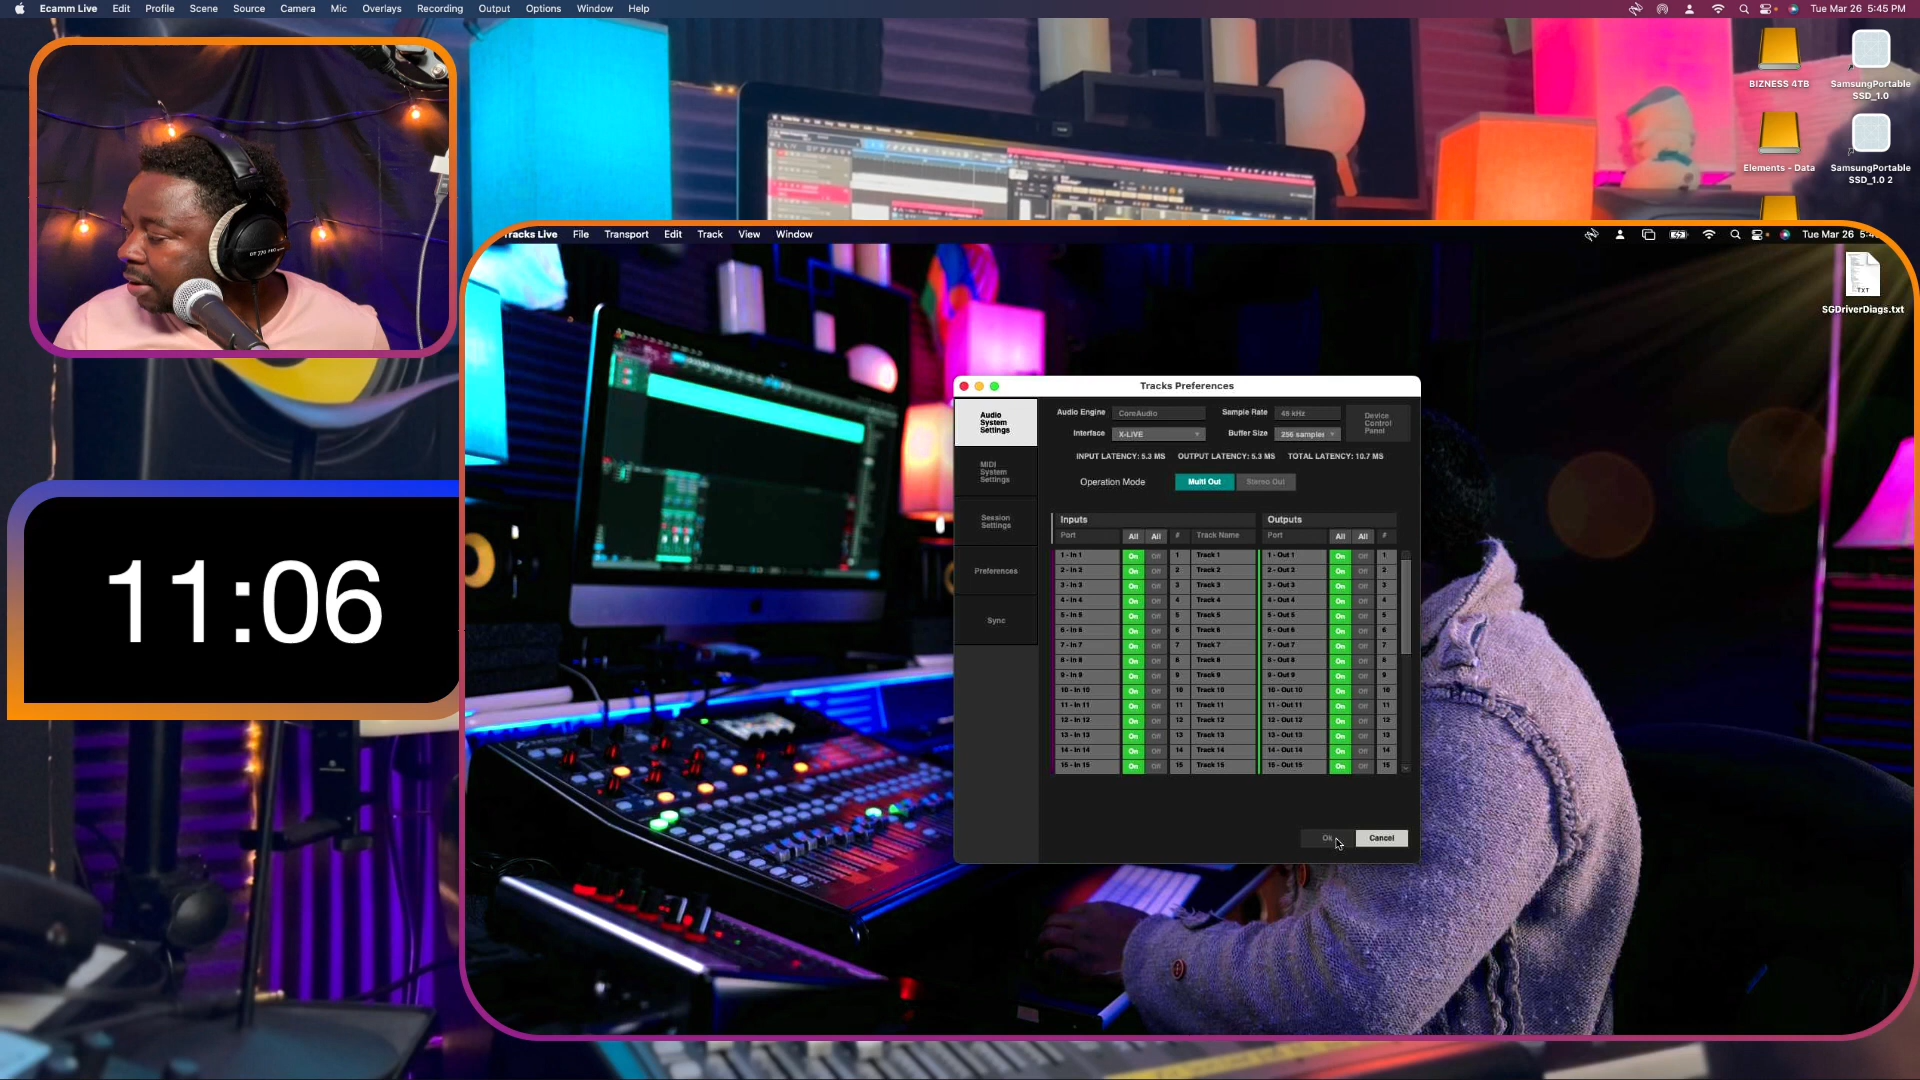 Ecamm Live Edit Profile Scene Source Camera Mic Overlays Recording Output Options Window Help
Tue Mar 26 5:45 PM
BIZNESS 4TB
SamsungPortable
SSD_1.0
Elements - Data
SamsungPortable
SSD_1.0 2
racks Live File Transport Edit Track View Window
Tue Mar 26 5:4
TXT
SGDriverDiags.txt
11:06
Tracks Preferences
Audio
System
Settings
MIDI
System
Settings
Session
Settings
Preferences
Sync
Audio Engine CoreAudio Sample Rate 48 kHz
Device
Control
Panel
Interface X-LIVE Buffer Size 256 samples
INPUT LATENCY: 5.3 MS OUTPUT LATENCY: 5.3 MS TOTAL LATENCY: 10.7 MS
Operation Mode Multi Out Stereo Out
Inputs Outputs
Port All All # Track Name Port All All #
1 - In 1 On Off 1 Track 1 1 - Out 1 On Off 1
2 - In 2 On Off 2 Track 2 2 - Out 2 On Off 2
3 - In 3 On Off 3 Track 3 3 - Out 3 On Off 3
4 - In 4 On Off 4 Track 4 4 - Out 4 On Off 4
5 - In 5 On Off 5 Track 5 5 - Out 5 On Off 5
6 - In 6 On Off 6 Track 6 6 - Out 6 On Off 6
7 - In 7 On Off 7 Track 7 7 - Out 7 On Off 7
8 - In 8 On Off 8 Track 8 8 - Out 8 On Off 8
9 - In 9 On Off 9 Track 9 9 - Out 9 On Off 9
10 - In 10 On Off 10 Track 10 10 - Out 10 On Off 10
11 - In 11 On Off 11 Track 11 11 - Out 11 On Off 11
12 - In 12 On Off 12 Track 12 12 - Out 12 On Off 12
13 - In 13 On Off 13 Track 13 13 - Out 13 On Off 13
14 - In 14 On Off 14 Track 14 14 - Out 14 On Off 14
15 - In 15 On Off 15 Track 15 15 - Out 15 On Off 15
Ok Cancel